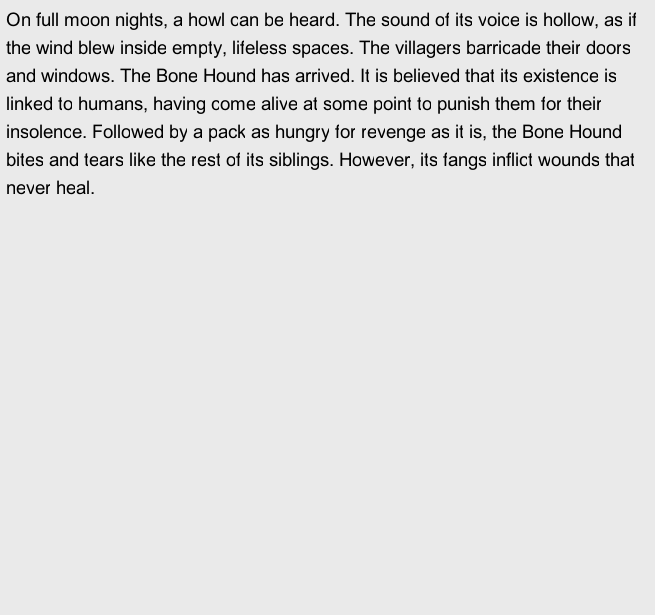 On full moon nights, a howl can be heard. The sound of its voice is hollow, as if
the wind blew inside empty, lifeless spaces. The villagers barricade their doors
and windows. The Bone Hound has arrived. It is believed that its existence is
linked to humans, having come alive at some point to punish them for their
insolence. Followed by a pack as hungry for revenge as it is, the Bone Hound
bites and tears like the rest of its siblings. However, its fangs inflict wounds that
never heal.